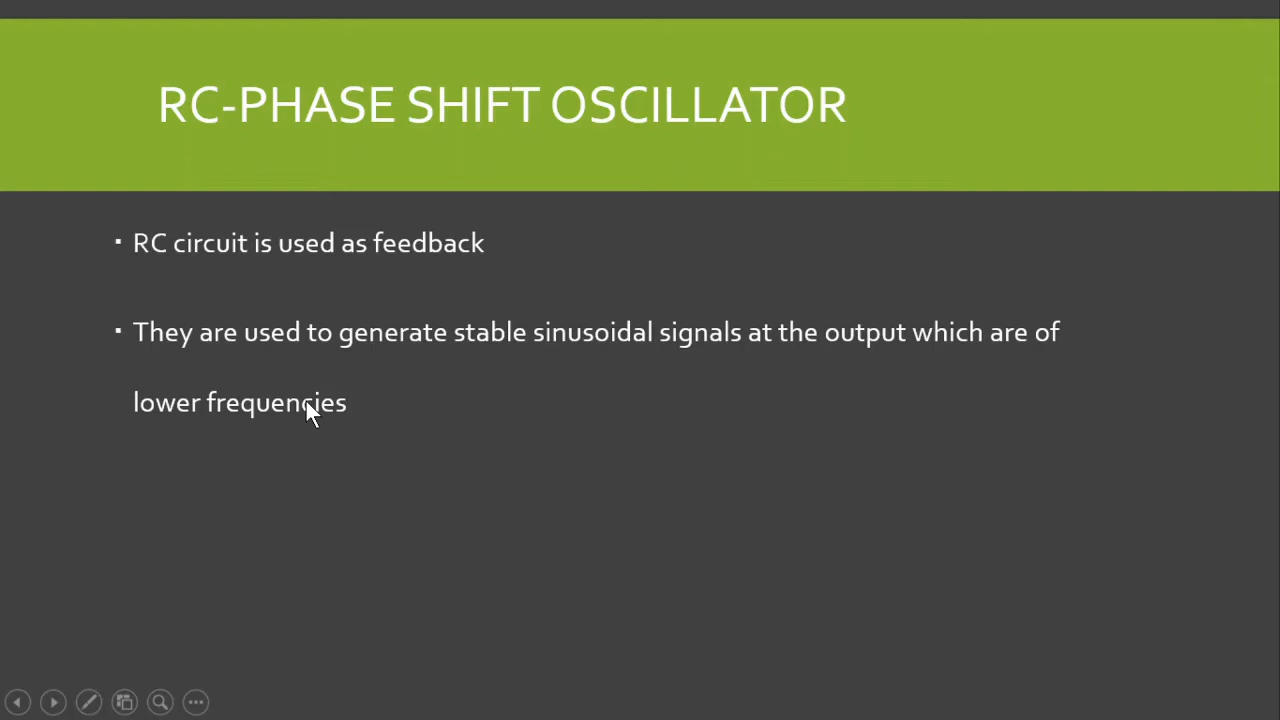 RC-PHASE SHIFT OSCILLATOR
▪ RC circuit is used as feedback
▪ They are used to generate stable sinusoidal signals at the output which are of
lower frequencies